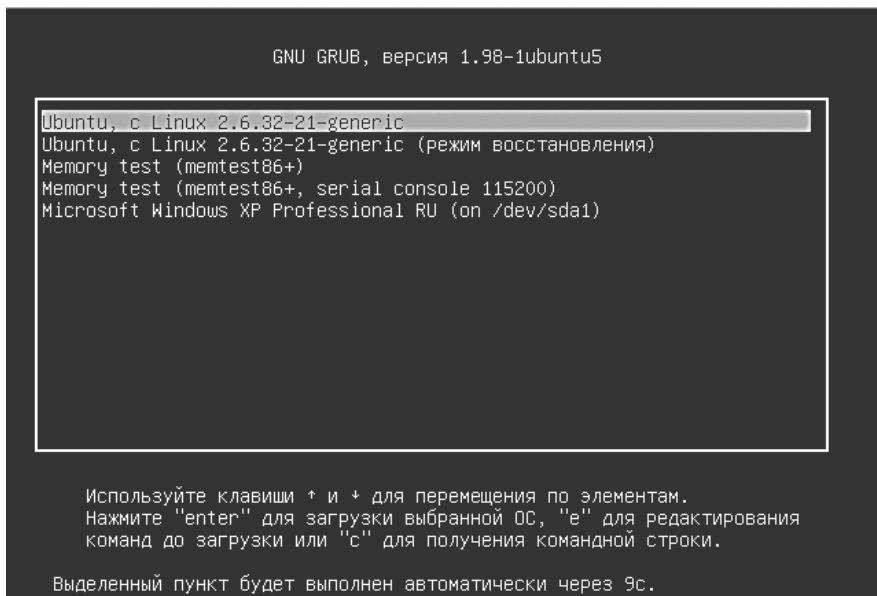 GNU GRUB, версия 1.98-1ubuntu5
Ubuntu, с Linux 2.6.32-21-generic
Ubuntu, с Linux 2.6.32-21-generic (режим восстановления)
Memory test (memtest86+)
Memory test (memtest86+, serial console 115200)
Microsoft Windows XP Professional RU (on /dev/sda1)
Используйте клавиши ↑ и ↓ для перемещения по элементам.
Нажмите "enter" для загрузки выбранной ОС, "e" для редактирования
команд до загрузки или "c" для получения командной строки.
Выделенный пункт будет выполнен автоматически через 9с.